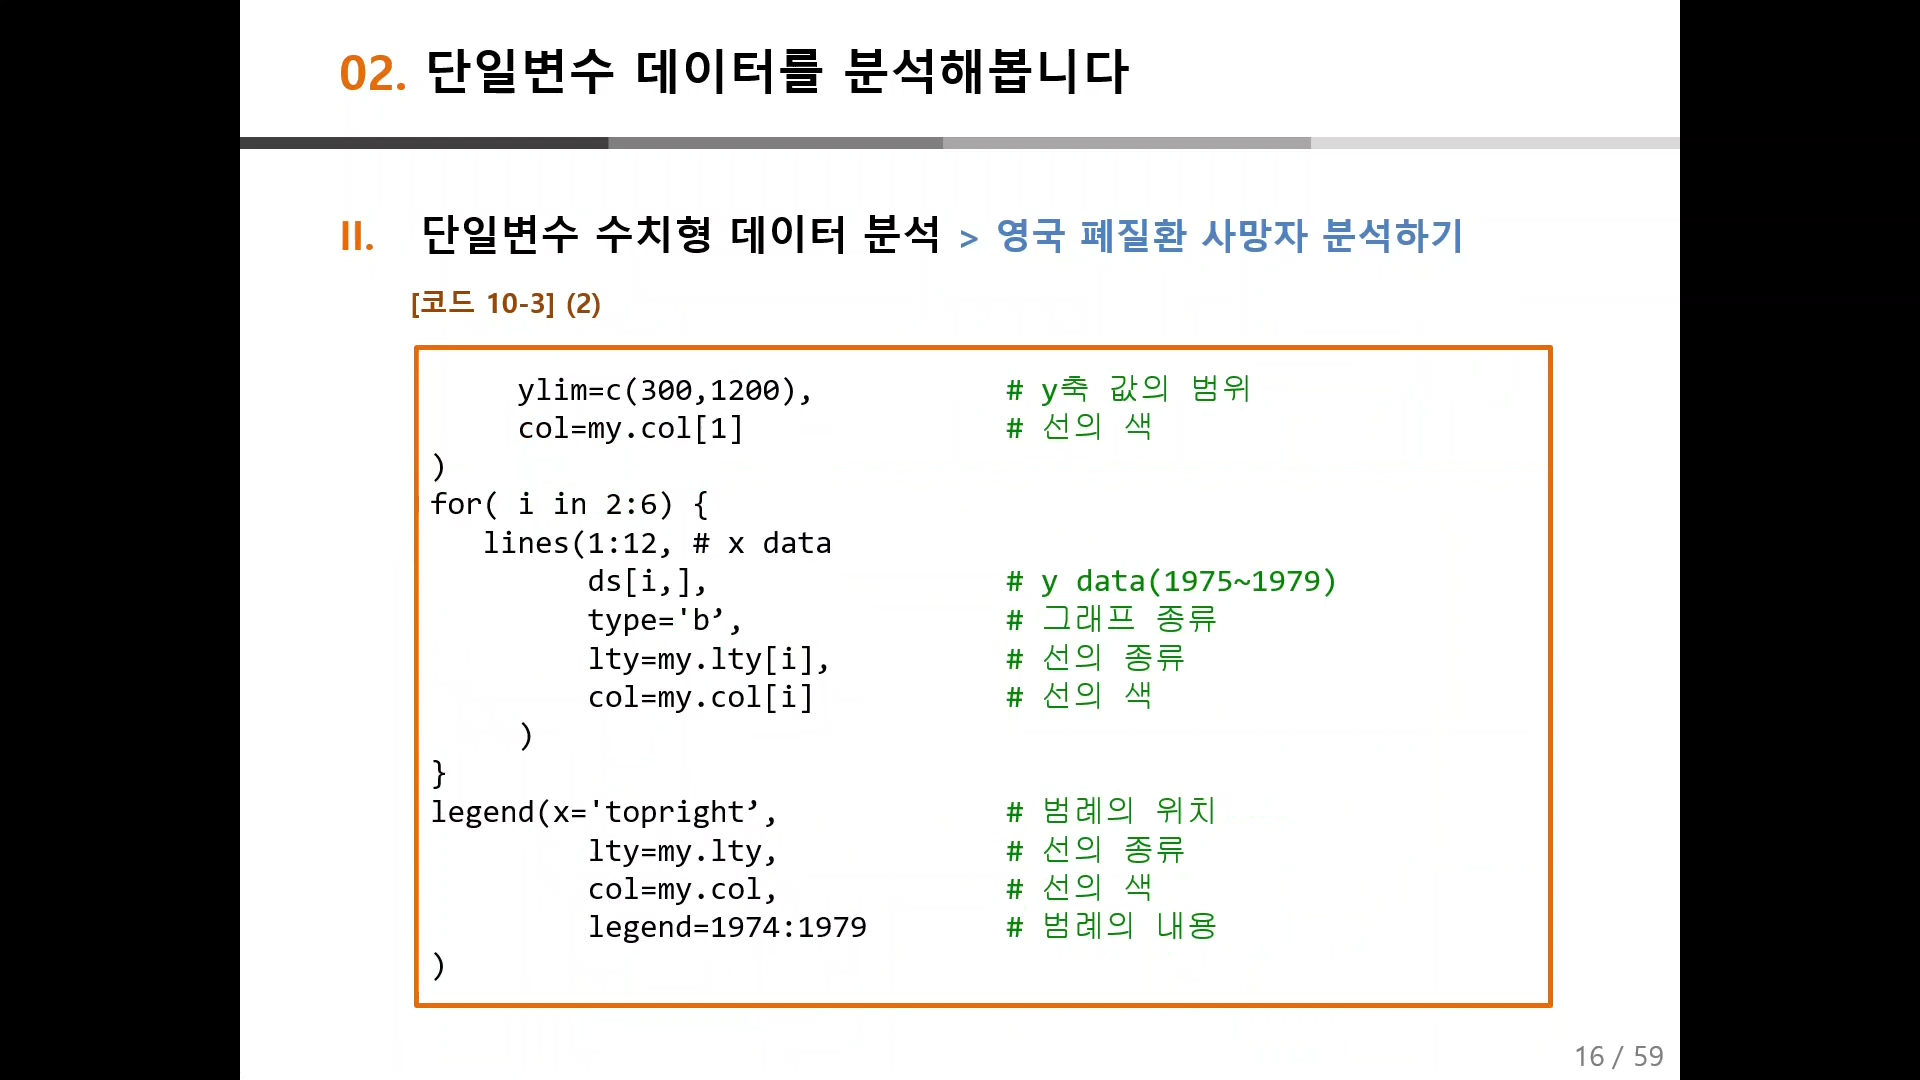 02. 단일변수 데이터를 분석해봅니다
II. 단일변수 수치형 데이터 분석 > 영국 폐질환 사망자 분석하기
[코드 10-3] (2)
ylim=c(300,1200), # y축 값의 범위
col=my.col[1] # 선의 색
)
for( i in 2:6) {
lines(1:12, # x data
ds[i,], # y data(1975~1979)
type='b’, # 그래프 종류
lty=my.lty[i], # 선의 종류
col=my.col[i] # 선의 색
)
}
legend(x='topright’, # 범례의 위치
lty=my.lty, # 선의 종류
col=my.col, # 선의 색
legend=1974:1979 # 범례의 내용
)
16 / 59